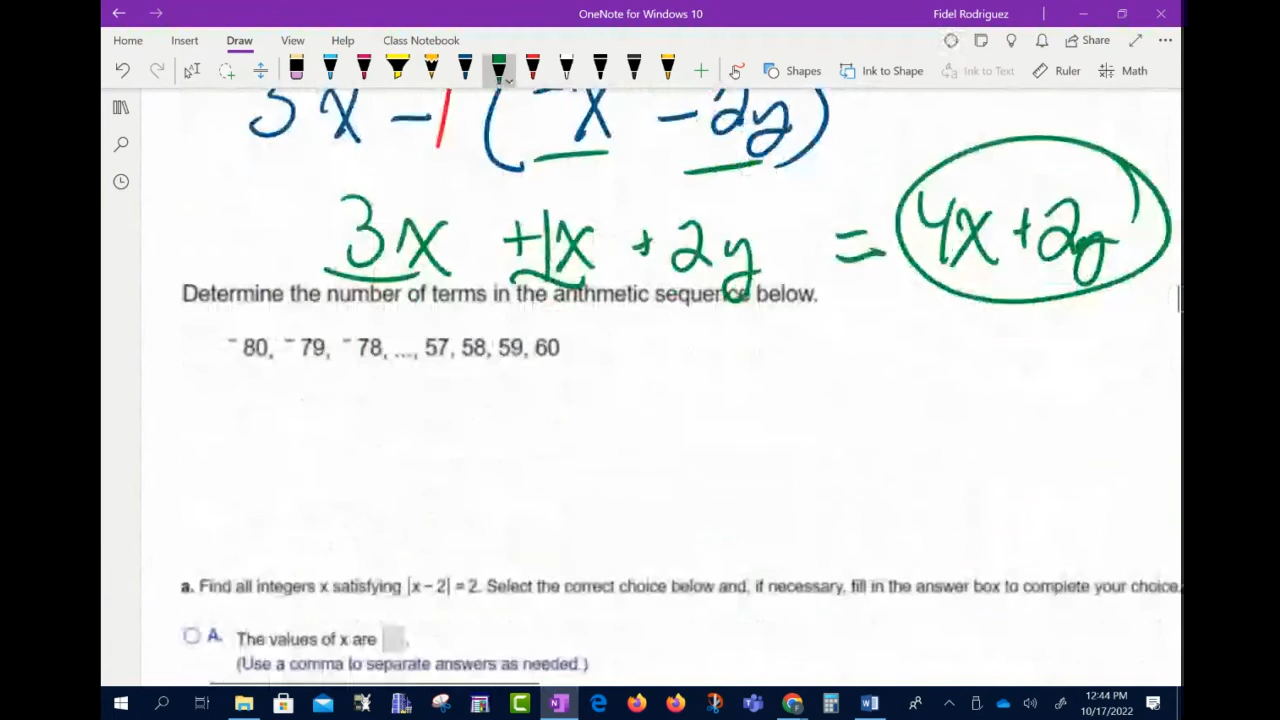 OneNote for Windows 10
Fidel Rodriguez
Home Insert Draw View Help Class Notebook
Share
Shapes Ink to Shape Ink to Text Ruler Math
3x -1 (-x - 2y)
3x +1x + 2y = 4x + 2y
Determine the number of terms in the arithmetic sequence below.
⁻80, ⁻79, ⁻78, ..., 57, 58, 59, 60
a. Find all integers x satisfying |x − 2| = 2. Select the correct choice below and, if necessary, fill in the answer box to complete your choice.
A. The values of x are .
(Use a comma to separate answers as needed.)
12:44 PM
10/17/2022